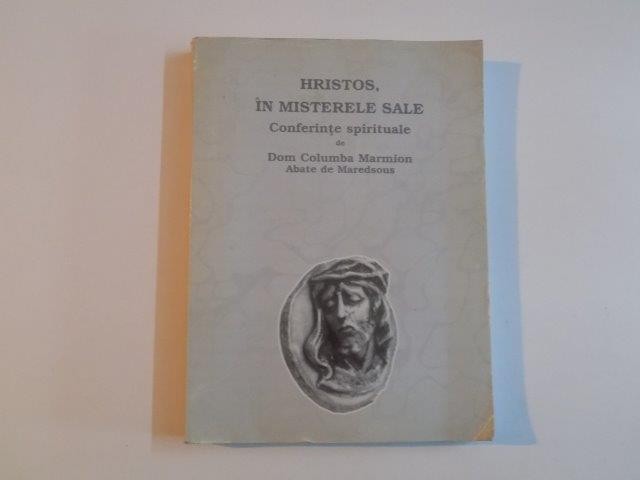 HRISTOS,
ÎN MISTERELE SALE
Conferințe spirituale
de
Dom Columba Marmion
Abate de Maredsous